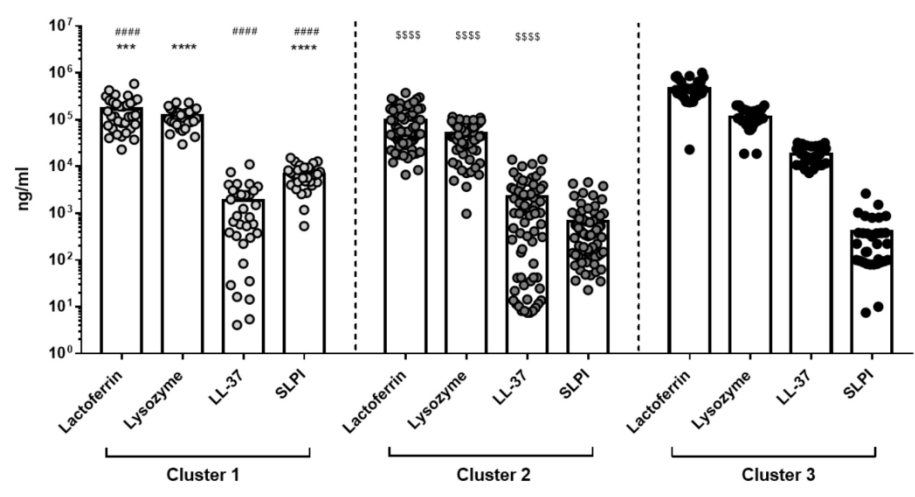 10⁷
10⁶
10⁵
10⁴
10³
10²
10¹
10⁰
ng/ml
#### #### ####
*** **** ****
$$$$ $$$$ $$$$
Lactoferrin Lysozyme LL-37 SLPI Lactoferrin Lysozyme LL-37 SLPI Lactoferrin Lysozyme LL-37 SLPI
Cluster 1 Cluster 2 Cluster 3